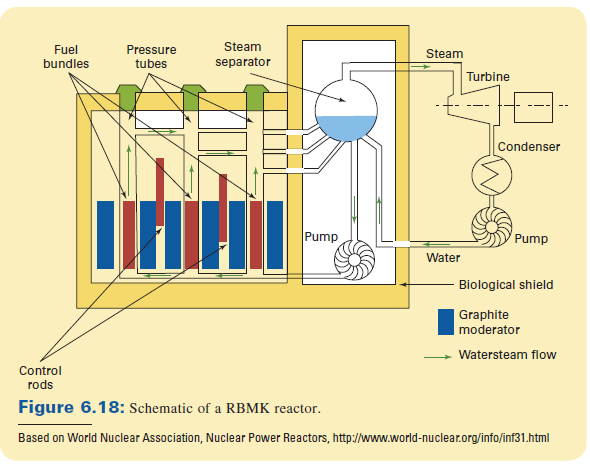 Fuel
bundles
Pressure
tubes
Steam
separator
Steam
Turbine
Condenser
Pump
Pump
Water
Biological shield
Graphite
moderator
Watersteam flow
Control
rods
Figure 6.18: Schematic of a RBMK reactor.
Based on World Nuclear Association, Nuclear Power Reactors, http://www.world-nuclear.org/info/inf31.html